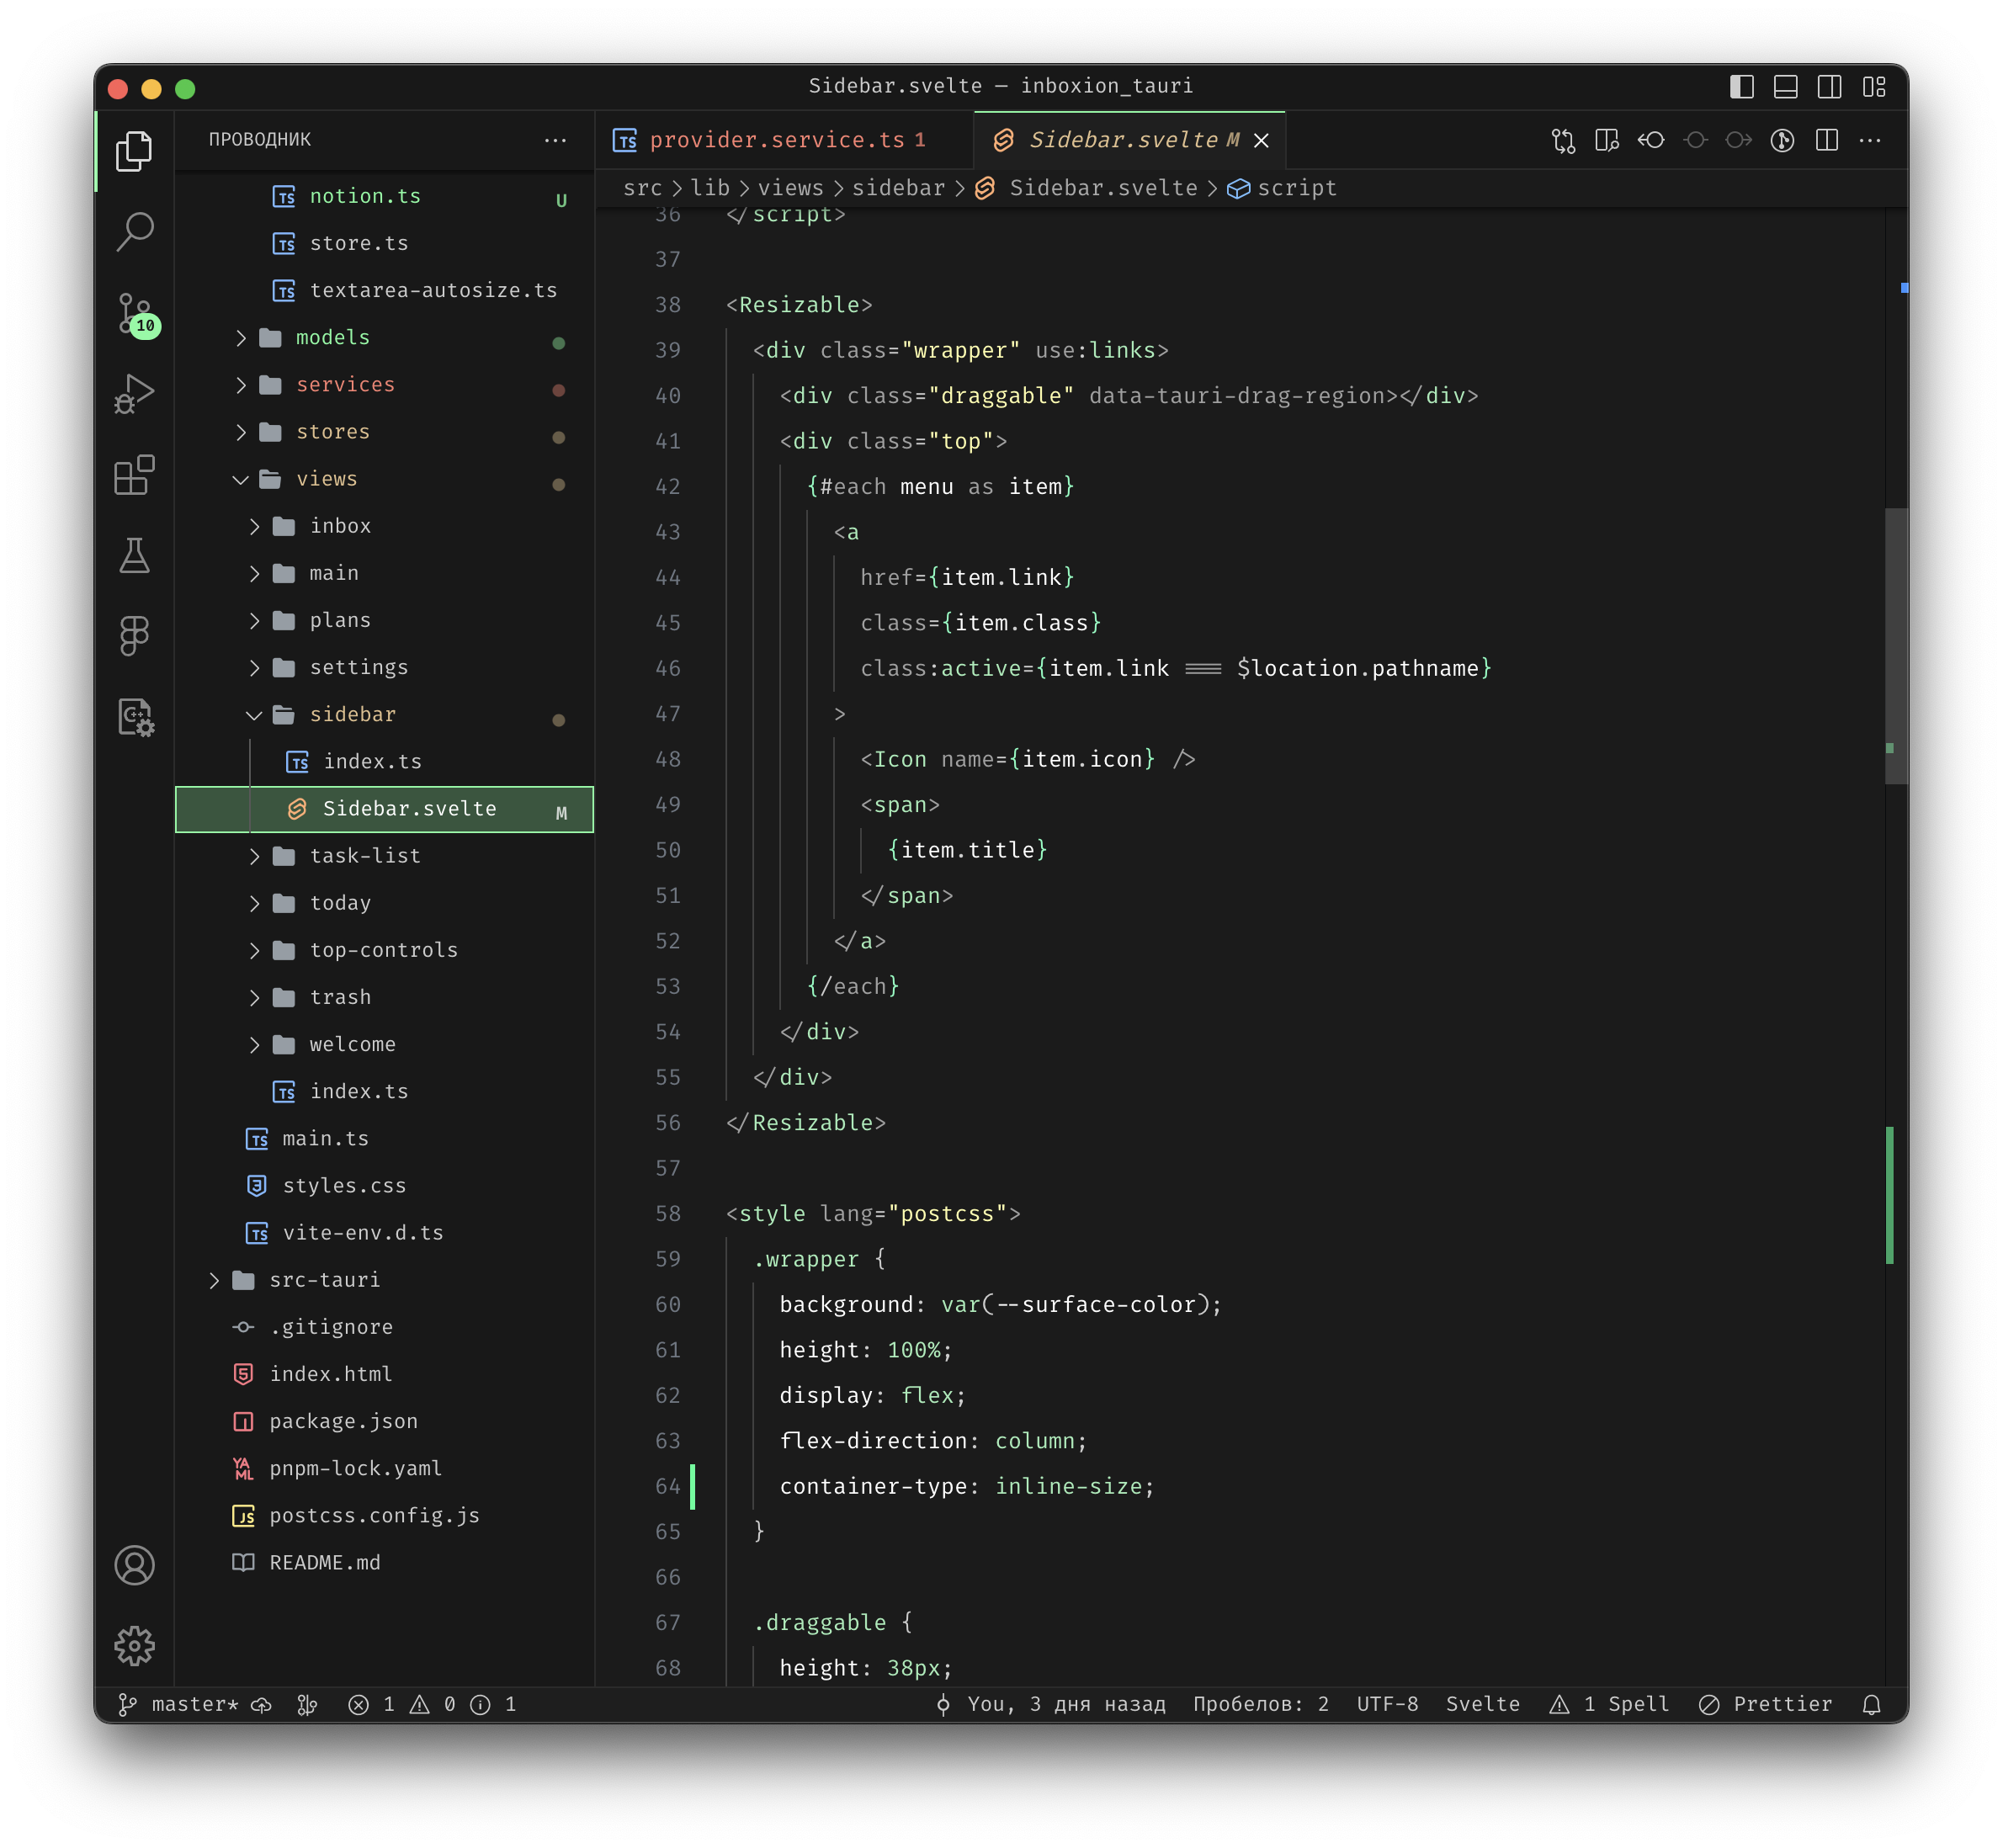 Sidebar.svelte — inboxion_tauri
ПРОВОДНИК
notion.ts U
store.ts
textarea-autosize.ts
models
services
stores
views
inbox
main
plans
settings
sidebar
index.ts
Sidebar.svelte M
task-list
today
top-controls
trash
welcome
index.ts
main.ts
styles.css
vite-env.d.ts
src-tauri
.gitignore
index.html
package.json
pnpm-lock.yaml
postcss.config.js
README.md
10
provider.service.ts 1
Sidebar.svelte M
src > lib > views > sidebar > Sidebar.svelte > script
36 </script>
37
38 <Resizable>
39 <div class="wrapper" use:links>
40 <div class="draggable" data-tauri-drag-region></div>
41 <div class="top">
42 {#each menu as item}
43 <a
44 href={item.link}
45 class={item.class}
46 class:active={item.link === $location.pathname}
47 >
48 <Icon name={item.icon} />
49 <span>
50 {item.title}
51 </span>
52 </a>
53 {/each}
54 </div>
55 </div>
56 </Resizable>
57
58 <style lang="postcss">
59 .wrapper {
60 background: var(--surface-color);
61 height: 100%;
62 display: flex;
63 flex-direction: column;
64 container-type: inline-size;
65 }
66
67 .draggable {
68 height: 38px;
master* 1 0 1 You, 3 дня назад Пробелов: 2 UTF-8 Svelte 1 Spell Prettier